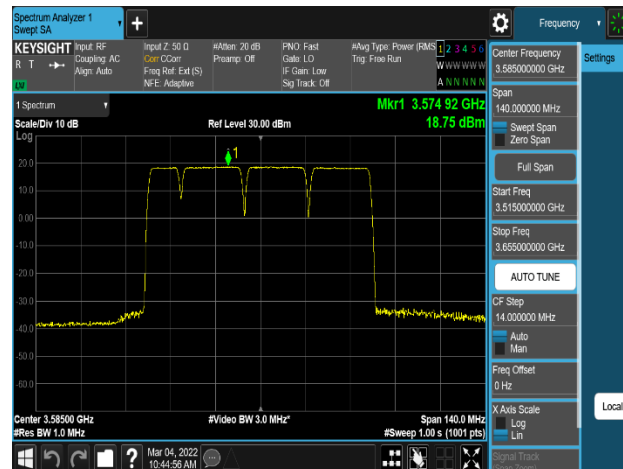 Spectrum Analyzer 1
Swept SA
Frequency
KEYSIGHT
R T
LXI
Input: RF
Coupling: AC
Align: Auto
Input Z: 50 Ω
Corr CCorr
Freq Ref: Ext (S)
NFE: Adaptive
#Atten: 20 dB
Preamp: Off
PNO: Fast
Gate: LO
IF Gain: Low
Sig Track: Off
#Avg Type: Power (RMS
Trig: Free Run
1 2 3 4 5 6
W W W W W W
A N N N N N
1 Spectrum
Scale/Div 10 dB
Log
Ref Level 30.00 dBm
Mkr1 3.574 92 GHz
18.75 dBm
1
20.0
10.0
0.00
-10.0
-20.0
-30.0
-40.0
-50.0
-60.0
Center 3.58500 GHz
#Res BW 1.0 MHz
#Video BW 3.0 MHz*
Span 140.0 MHz
#Sweep 1.00 s (1001 pts)
?
Mar 04, 2022
10:44:56 AM
Center Frequency
3.585000000 GHz
Span
140.000000 MHz
Swept Span
Zero Span
Full Span
Start Freq
3.515000000 GHz
Stop Freq
3.655000000 GHz
AUTO TUNE
CF Step
14.000000 MHz
Auto
Man
Freq Offset
0 Hz
X Axis Scale
Log
Lin
Signal Track
(Span Zoom)
Settings
Local